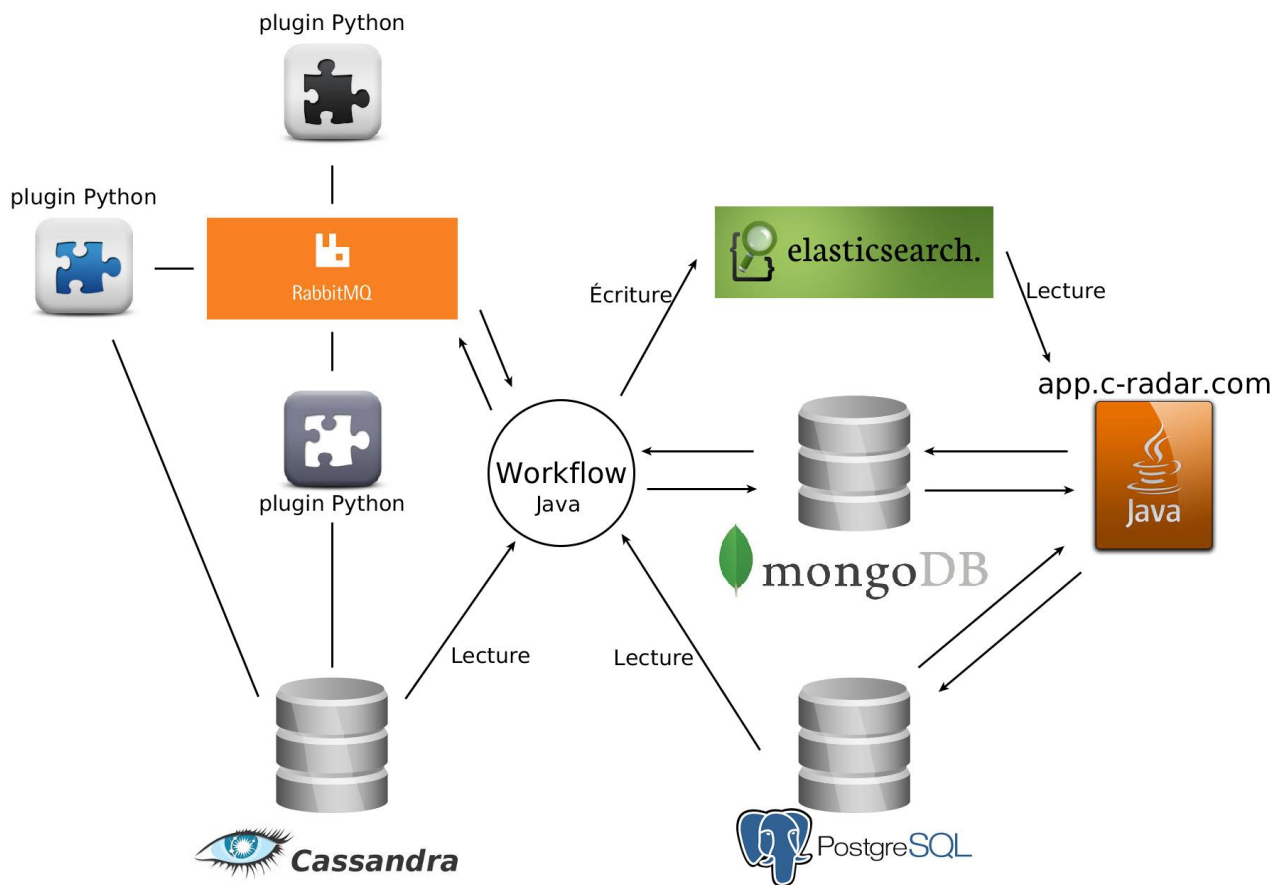 plugin Python
plugin Python
RabbitMQ
elasticsearch.
Écriture
Lecture
app.c-radar.com
plugin Python
Workflow
Java
Java
mongoDB
Lecture
Lecture
Cassandra
PostgreSQL